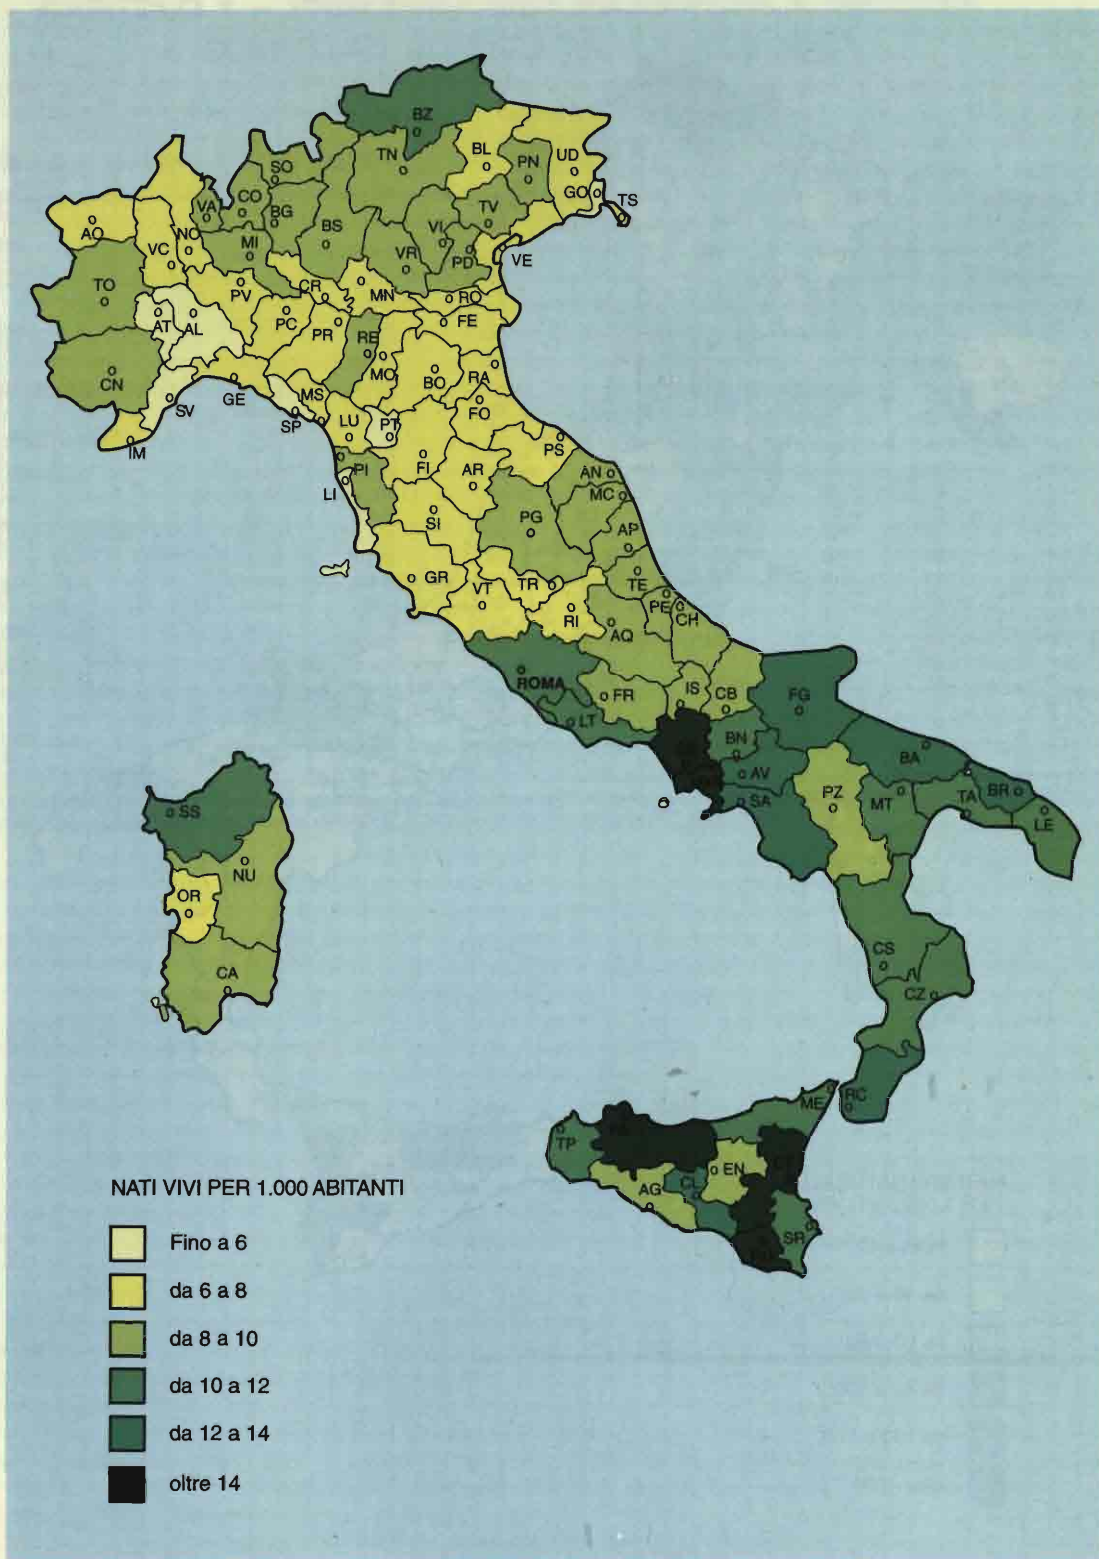 BZ
TN
BL
UD
PN
SO
GO
TS
VA
CO
BG
TV
AO
NO
BS
VI
VC
MI
VR
PD
VE
TO
CR
MN
RO
PV
AT
AL
PC
PR
FE
RE
CN
MO
BO
RA
SV
GE
MS
FO
SP
LU
PT
PS
IM
FI
AR
PI
AN
LI
MC
SI
PG
AP
GR
VT
TR
TE
RI
PE
CH
AQ
ROMA
FR
IS
CB
FG
LT
BN
BA
AV
SS
SA
PZ
MT
TA
BR
LE
NU
OR
CS
CA
CZ
ME
RC
TP
EN
CL
AG
SR
NATI VIVI PER 1.000 ABITANTI
Fino a 6
da 6 a 8
da 8 a 10
da 10 a 12
da 12 a 14
oltre 14